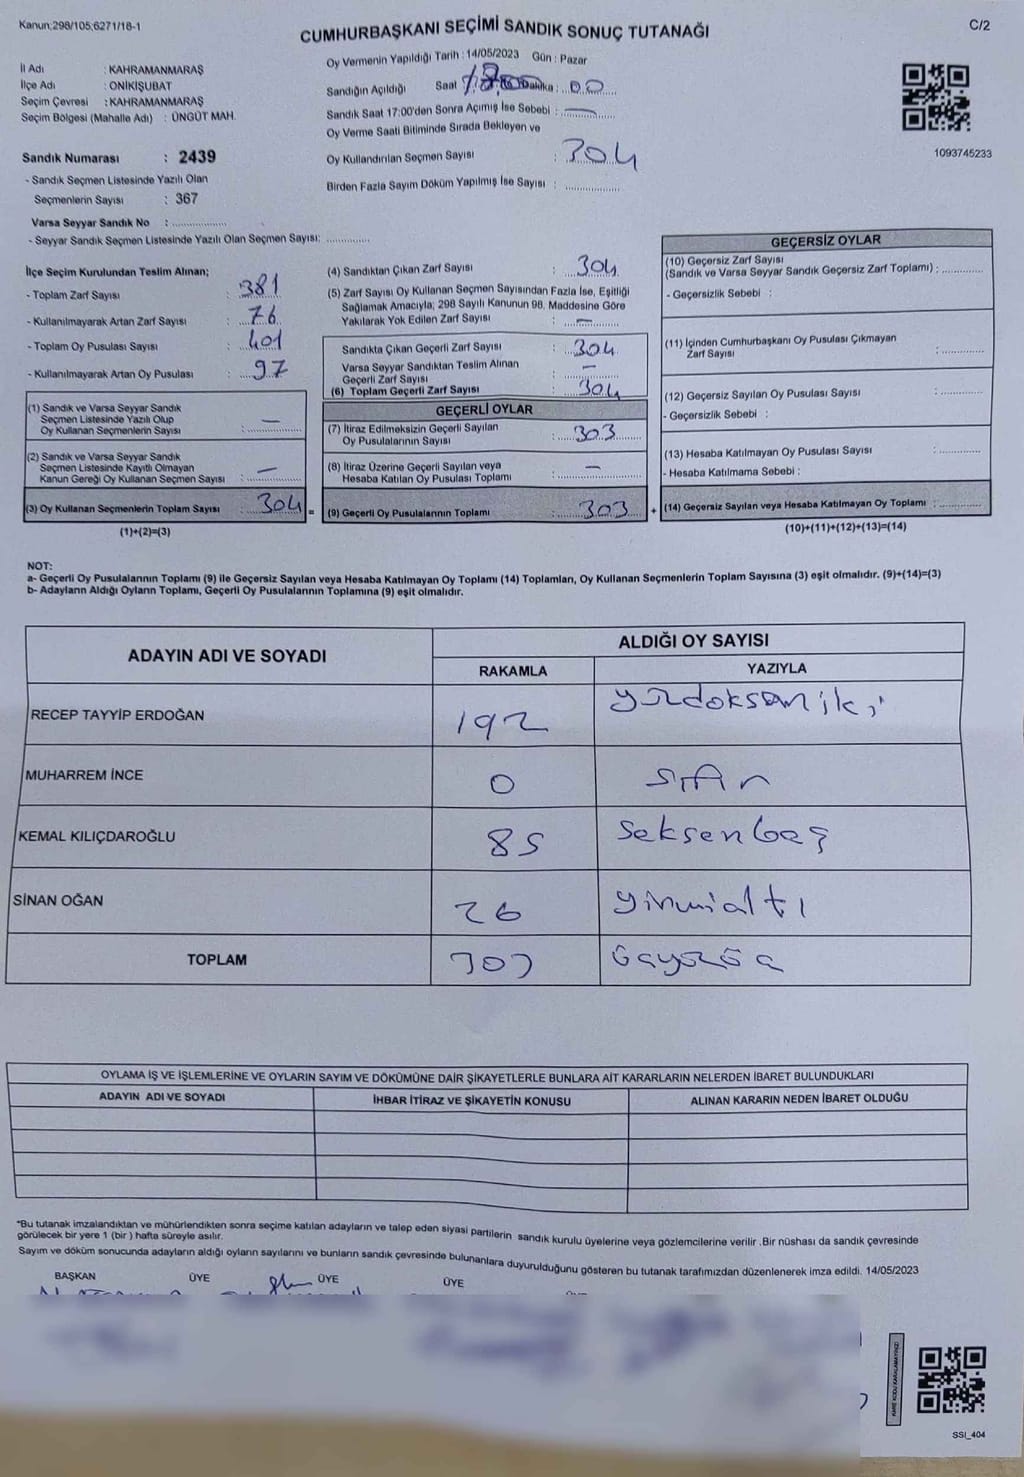 Kanun:298/105,6271/18-1
CUMHURBAŞKANI SEÇİMİ SANDIK SONUÇ TUTANAĞI
C/2
İl Adı : KAHRAMANMARAŞ
İlçe Adı : ONİKİŞUBAT
Seçim Çevresi : KAHRAMANMARAŞ
Seçim Bölgesi (Mahalle Adı) : ÜNGÜT MAH.
Sandık Numarası : 2439
- Sandık Seçmen Listesinde Yazılı Olan
Seçmenlerin Sayısı : 367
Varsa Seyyar Sandık No :
- Seyyar Sandık Seçmen Listesinde Yazılı Olan Seçmen Sayısı:
Oy Vermenin Yapıldığı Tarih : 14/05/2023 Gün : Pazar
Sandığın Açıldığı Saat Dakika : 00
Sandık Saat 17:00'den Sonra Açımış İse Sebebi : —
Oy Verme Saati Bitiminde Sırada Bekleyen ve
Oy Kullandırılan Seçmen Sayısı : 304
Birden Fazla Sayım Döküm Yapılmış İse Sayısı :
1093745233
İlçe Seçim Kurulundan Teslim Alınan;
- Toplam Zarf Sayısı : 381
- Kullanılmayarak Artan Zarf Sayısı : 76
- Toplam Oy Pusulası Sayısı : 401
- Kullanılmayarak Artan Oy Pusulası : 97
(1) Sandık ve Varsa Seyyar Sandık
Seçmen Listesinde Yazılı Olup
Oy Kullanan Seçmenlerin Sayısı : —
(2) Sandık ve Varsa Seyyar Sandık
Seçmen Listesinde Kayıtlı Olmayan
Kanun Gereği Oy Kullanan Seçmen Sayısı : —
(3) Oy Kullanan Seçmenlerin Toplam Sayısı : 304 =
(1)+(2)=(3)
(4) Sandıktan Çıkan Zarf Sayısı : 304
(5) Zarf Sayısı Oy Kullanan Seçmen Sayısından Fazla İse, Eşitliği
Sağlamak Amacıyla; 298 Sayılı Kanunun 98. Maddesine Göre
Yakılarak Yok Edilen Zarf Sayısı : —
Sandıkta Çıkan Geçerli Zarf Sayısı : 304
Varsa Seyyar Sandıktan Teslim Alınan
Geçerli Zarf Sayısı : —
(6) Toplam Geçerli Zarf Sayısı : 304
GEÇERLİ OYLAR
(7) İtiraz Edilmeksizin Geçerli Sayılan
Oy Pusulalarının Sayısı : 303
(8) İtiraz Üzerine Geçerli Sayılan veya
Hesaba Katılan Oy Pusulası Toplamı : —
(9) Geçerli Oy Pusulalarının Toplamı : 303 +
GEÇERSİZ OYLAR
(10) Geçersiz Zarf Sayısı
(Sandık ve Varsa Seyyar Sandık Geçersiz Zarf Toplamı) :
- Geçersizlik Sebebi :
(11) İçinden Cumhurbaşkanı Oy Pusulası Çıkmayan
Zarf Sayısı :
(12) Geçersiz Sayılan Oy Pusulası Sayısı :
- Geçersizlik Sebebi :
(13) Hesaba Katılmayan Oy Pusulası Sayısı :
- Hesaba Katılmama Sebebi :
(14) Geçersiz Sayılan veya Hesaba Katılmayan Oy Toplamı :
(10)+(11)+(12)+(13)=(14)
NOT:
a- Geçerli Oy Pusulalarının Toplamı (9) ile Geçersiz Sayılan veya Hesaba Katılmayan Oy Toplamı (14) Toplamları, Oy Kullanan Seçmenlerin Toplam Sayısına (3) eşit olmalıdır. (9)+(14)=(3)
b- Adayların Aldığı Oyların Toplamı, Geçerli Oy Pusulalarının Toplamına (9) eşit olmalıdır.
ADAYIN ADI VE SOYADI
ALDIĞI OY SAYISI
RAKAMLA
YAZIYLA
RECEP TAYYİP ERDOĞAN 192 yüzdoksaniki
MUHARREM İNCE 0 sıfır
KEMAL KILIÇDAROĞLU 85 Seksenbeş
SİNAN OĞAN 26 yirmialtı
TOPLAM 303
OYLAMA İŞ VE İŞLEMLERİNE VE OYLARIN SAYIM VE DÖKÜMÜNE DAİR ŞİKAYETLERLE BUNLARA AİT KARARLARIN NELERDEN İBARET BULUNDUKLARI
ADAYIN ADI VE SOYADI
İHBAR İTİRAZ VE ŞİKAYETİN KONUSU
ALINAN KARARIN NEDEN İBARET OLDUĞU
*Bu tutanak imzalandıktan ve mühürlendikten sonra seçime katılan adayların ve talep eden siyasi partilerin sandık kurulu üyelerine veya gözlemcilerine verilir .Bir nüshası da sandık çevresinde
görülecek bir yere 1 (bir ) hafta süreyle asılır.
Sayım ve döküm sonucunda adayların aldığı oyların sayılarını ve bunların sandık çevresinde bulunanlara duyurulduğunu gösteren bu tutanak tarafımızdan düzenlenerek imza edildi. 14/05/2023
BAŞKAN ÜYE ÜYE ÜYE
KARE KODU KARALAMAYINIZ!
SSI_404